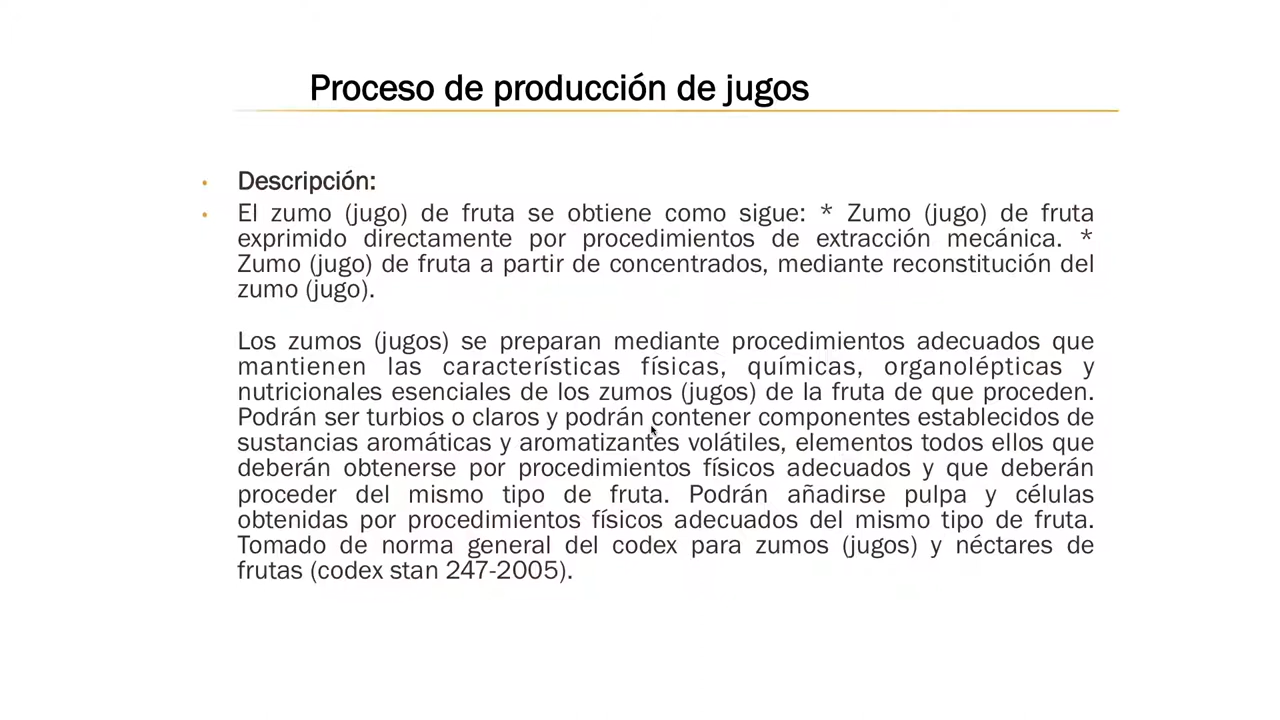 Proceso de producción de jugos
• Descripción:
• El zumo (jugo) de fruta se obtiene como sigue: * Zumo (jugo) de fruta
exprimido directamente por procedimientos de extracción mecánica. *
Zumo (jugo) de fruta a partir de concentrados, mediante reconstitución del
zumo (jugo).
Los zumos (jugos) se preparan mediante procedimientos adecuados que
mantienen las características físicas, químicas, organolépticas y
nutricionales esenciales de los zumos (jugos) de la fruta de que proceden.
Podrán ser turbios o claros y podrán contener componentes establecidos de
sustancias aromáticas y aromatizantes volátiles, elementos todos ellos que
deberán obtenerse por procedimientos físicos adecuados y que deberán
proceder del mismo tipo de fruta. Podrán añadirse pulpa y células
obtenidas por procedimientos físicos adecuados del mismo tipo de fruta.
Tomado de norma general del codex para zumos (jugos) y néctares de
frutas (codex stan 247-2005).